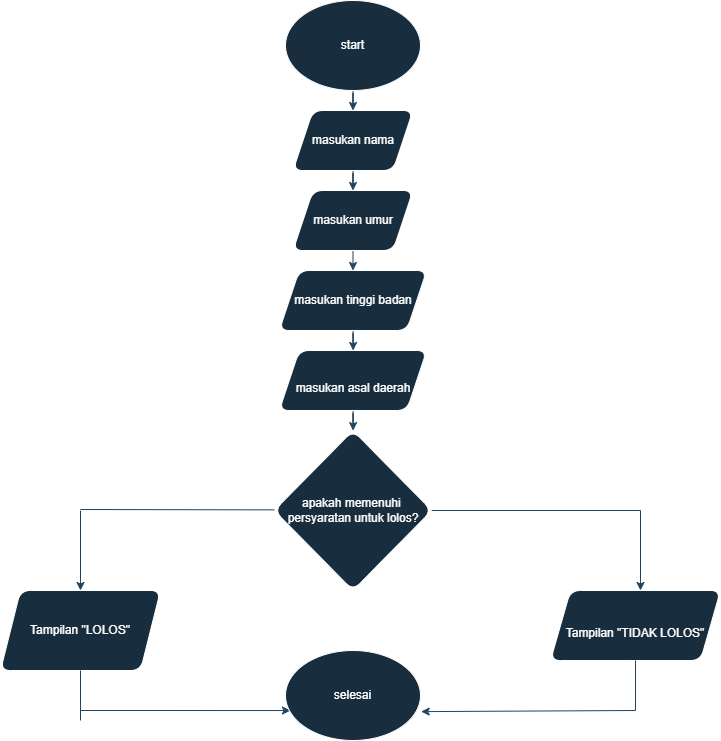 start
masukan nama
masukan umur
masukan tinggi badan
masukan asal daerah
apakah memenuhi
persyaratan untuk lolos?
Tampilan "LOLOS"
Tampilan "TIDAK LOLOS"
selesai